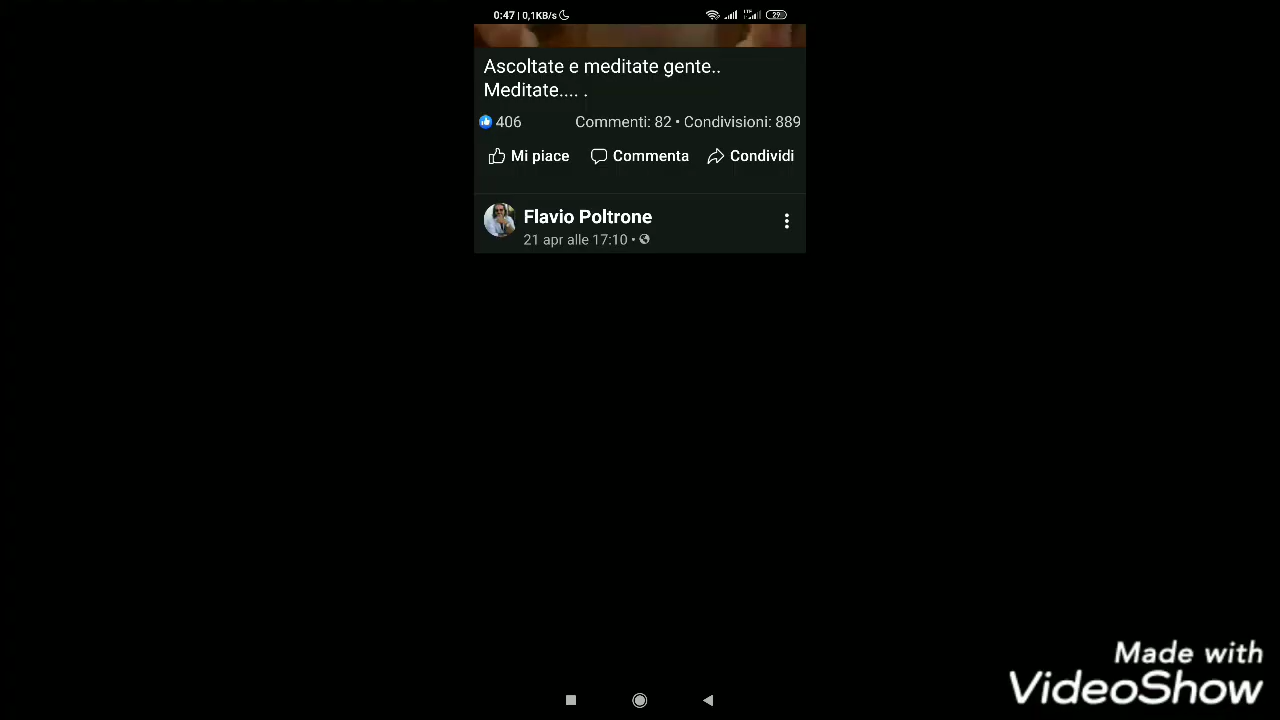 0:47 | 0,1KB/s
29
Ascoltate e meditate gente..
Meditate.... .
406
Commenti: 82 • Condivisioni: 889
Mi piace
Commenta
Condividi
Flavio Poltrone
21 apr alle 17:10 •
Made with
VideoShow